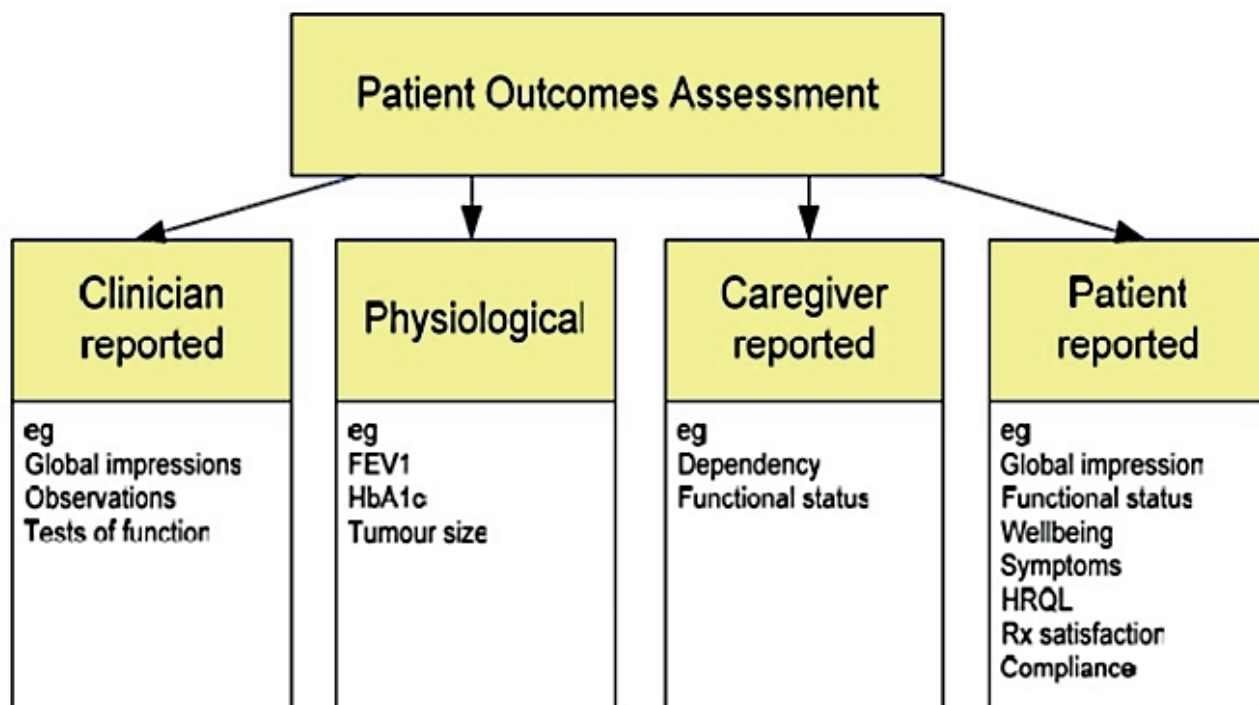 Patient Outcomes Assessment
Clinician
reported
eg
Global impressions
Observations
Tests of function
Physiological
eg
FEV1
HbA1c
Tumour size
Caregiver
reported
eg
Dependency
Functional status
Patient
reported
eg
Global impression
Functional status
Wellbeing
Symptoms
HRQL
Rx satisfaction
Compliance